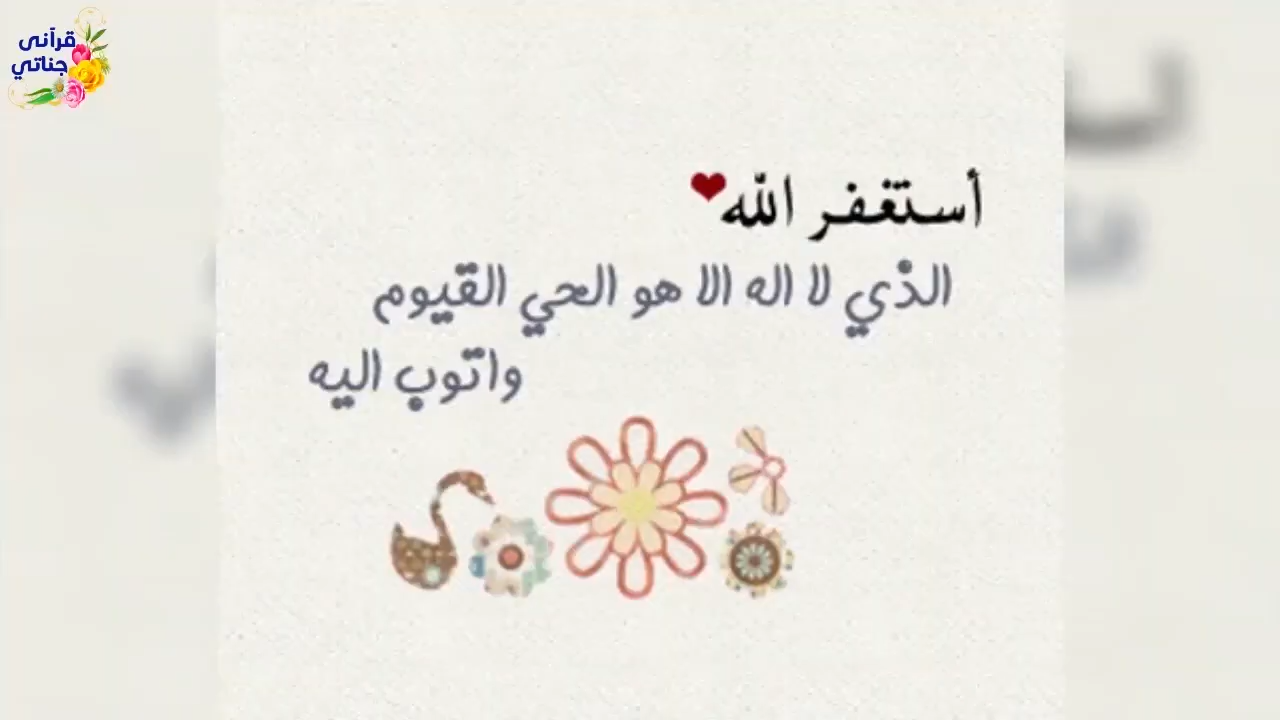 قرآنى
جناتي
أستغفر الله❤
الذي لا اله الا هو الحي القيوم
واتوب اليه